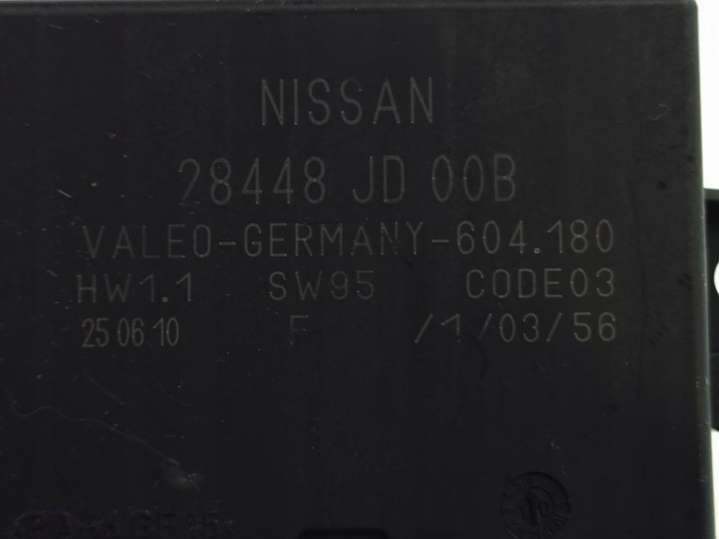 NISSAN
28448 JD 00B
VALEO-GERMANY-604.180
HW1.1 SW95 CODE03
25 06 10 F /1/03/56